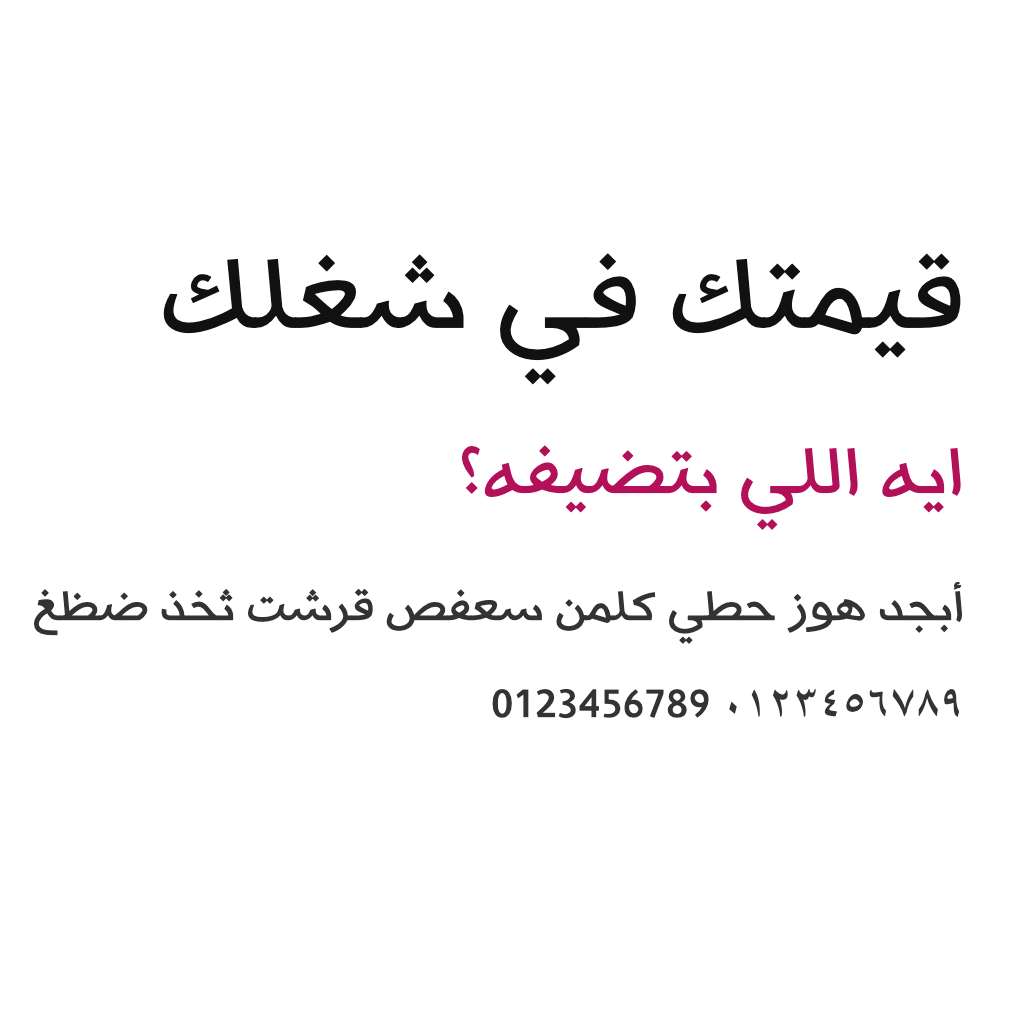 قيمتك في شغلك
ايه اللي بتضيفه؟
أبجد هوز حطي كلمن سعفص قرشت ثخذ ضظغ
٠١٢٣٤٥٦٧٨٩ 0123456789